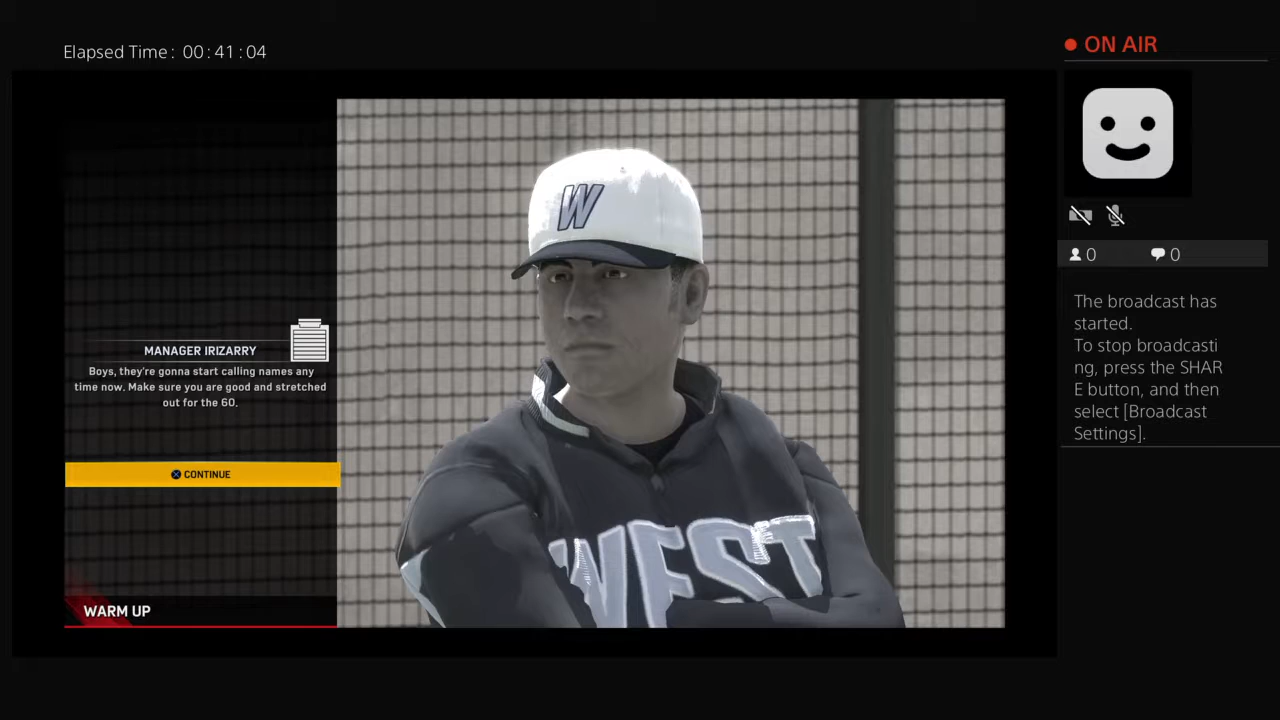 Elapsed Time: 00:41:04
ON AIR
W
MANAGER IRIZARRY
Boys, they're gonna start calling names any
time now. Make sure you are good and stretched
out for the 60.
CONTINUE
WARM UP
WEST
0 0
The broadcast has
started.
To stop broadcasti
ng, press the SHAR
E button, and then
select [Broadcast
Settings].